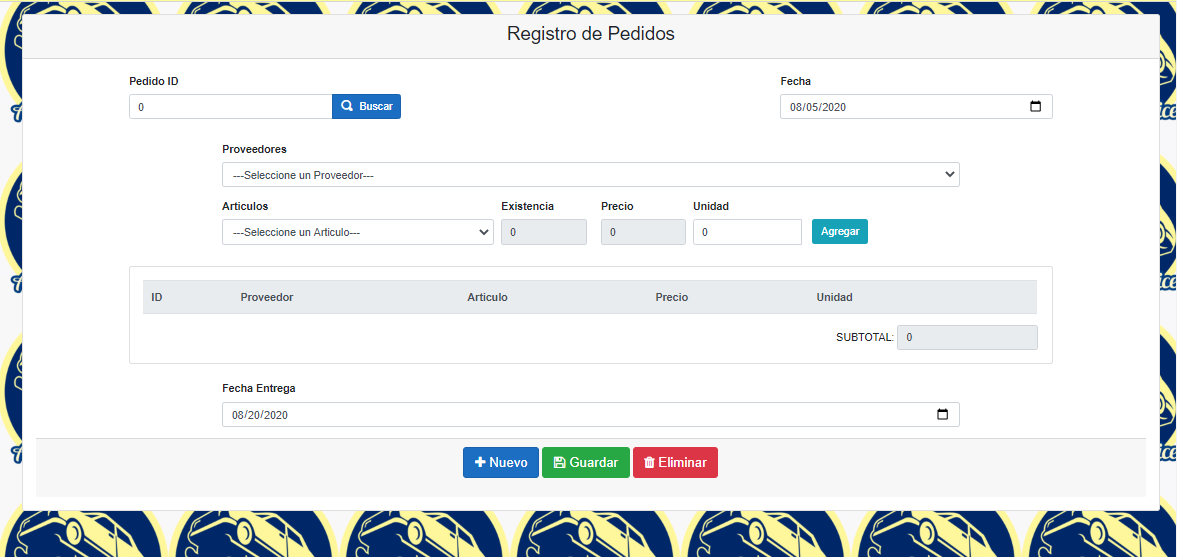 Registro de Pedidos
Pedido ID Fecha
0 Buscar 08/05/2020
Proveedores
---Seleccione un Proveedor---
Articulos Existencia Precio Unidad
---Seleccione un Articulo--- 0 0 0 Agregar
ID Proveedor Articulo Precio Unidad
SUBTOTAL: 0
Fecha Entrega
08/20/2020
Nuevo Guardar Eliminar